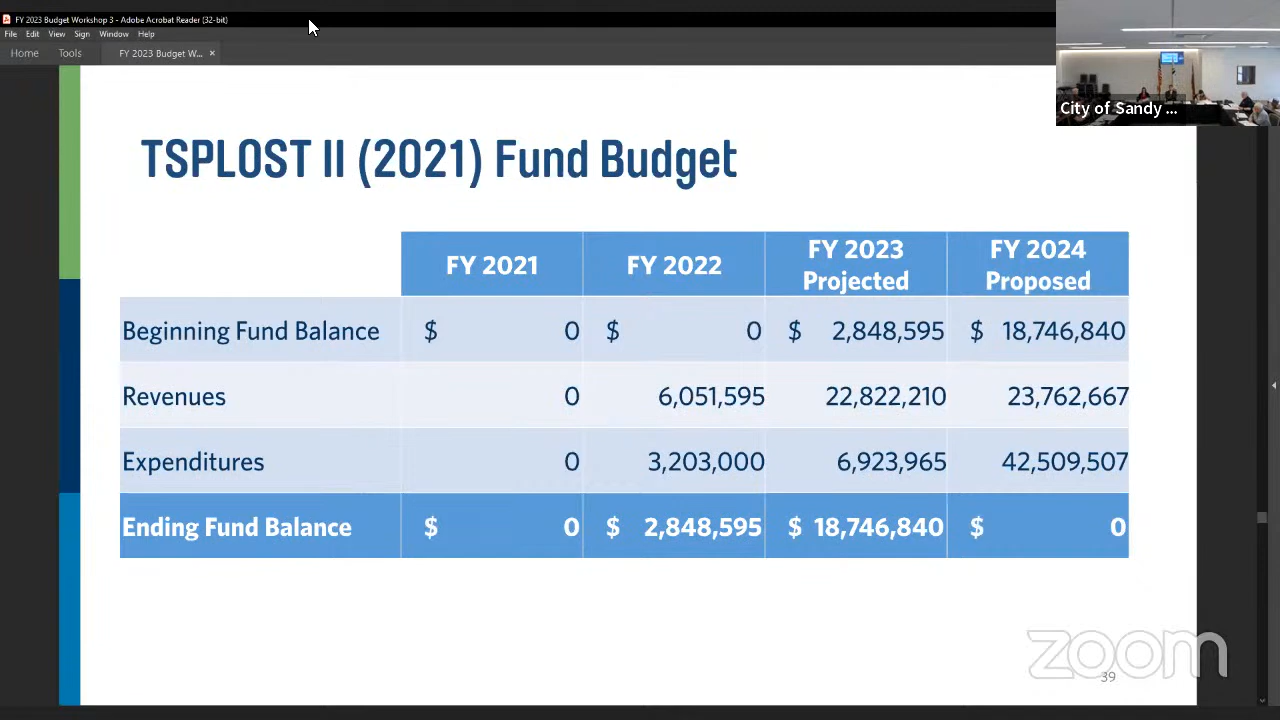 FY 2023 Budget Workshop 3 - Adobe Acrobat Reader (32-bit)
File Edit View Sign Window Help
Home Tools FY 2023 Budget W... ×
City of Sandy ...
TSPLOST II (2021) Fund Budget
FY 2021 FY 2022 FY 2023 Projected FY 2024 Proposed
Beginning Fund Balance $ 0 $ 0 $ 2,848,595 $ 18,746,840
Revenues 0 6,051,595 22,822,210 23,762,667
Expenditures 0 3,203,000 6,923,965 42,509,507
Ending Fund Balance $ 0 $ 2,848,595 $ 18,746,840 $ 0
zoom
39